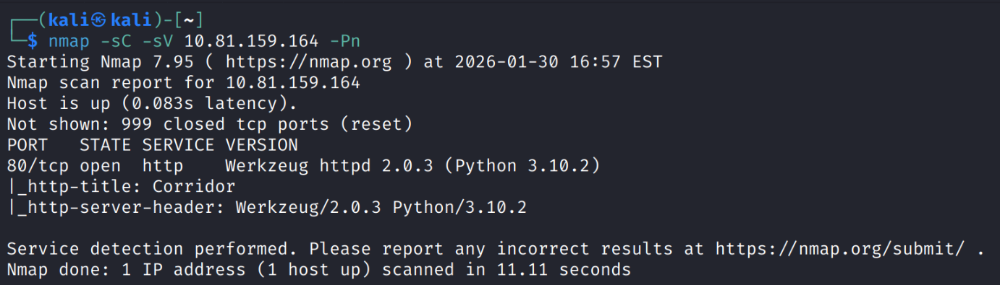 ┌──(kali㉿kali)-[~]
└─$ nmap -sC -sV 10.81.159.164 -Pn
Starting Nmap 7.95 ( https://nmap.org ) at 2026-01-30 16:57 EST
Nmap scan report for 10.81.159.164
Host is up (0.083s latency).
Not shown: 999 closed tcp ports (reset)
PORT   STATE SERVICE VERSION
80/tcp open  http    Werkzeug httpd 2.0.3 (Python 3.10.2)
|_http-title: Corridor
|_http-server-header: Werkzeug/2.0.3 Python/3.10.2
Service detection performed. Please report any incorrect results at https://nmap.org/submit/ .
Nmap done: 1 IP address (1 host up) scanned in 11.11 seconds